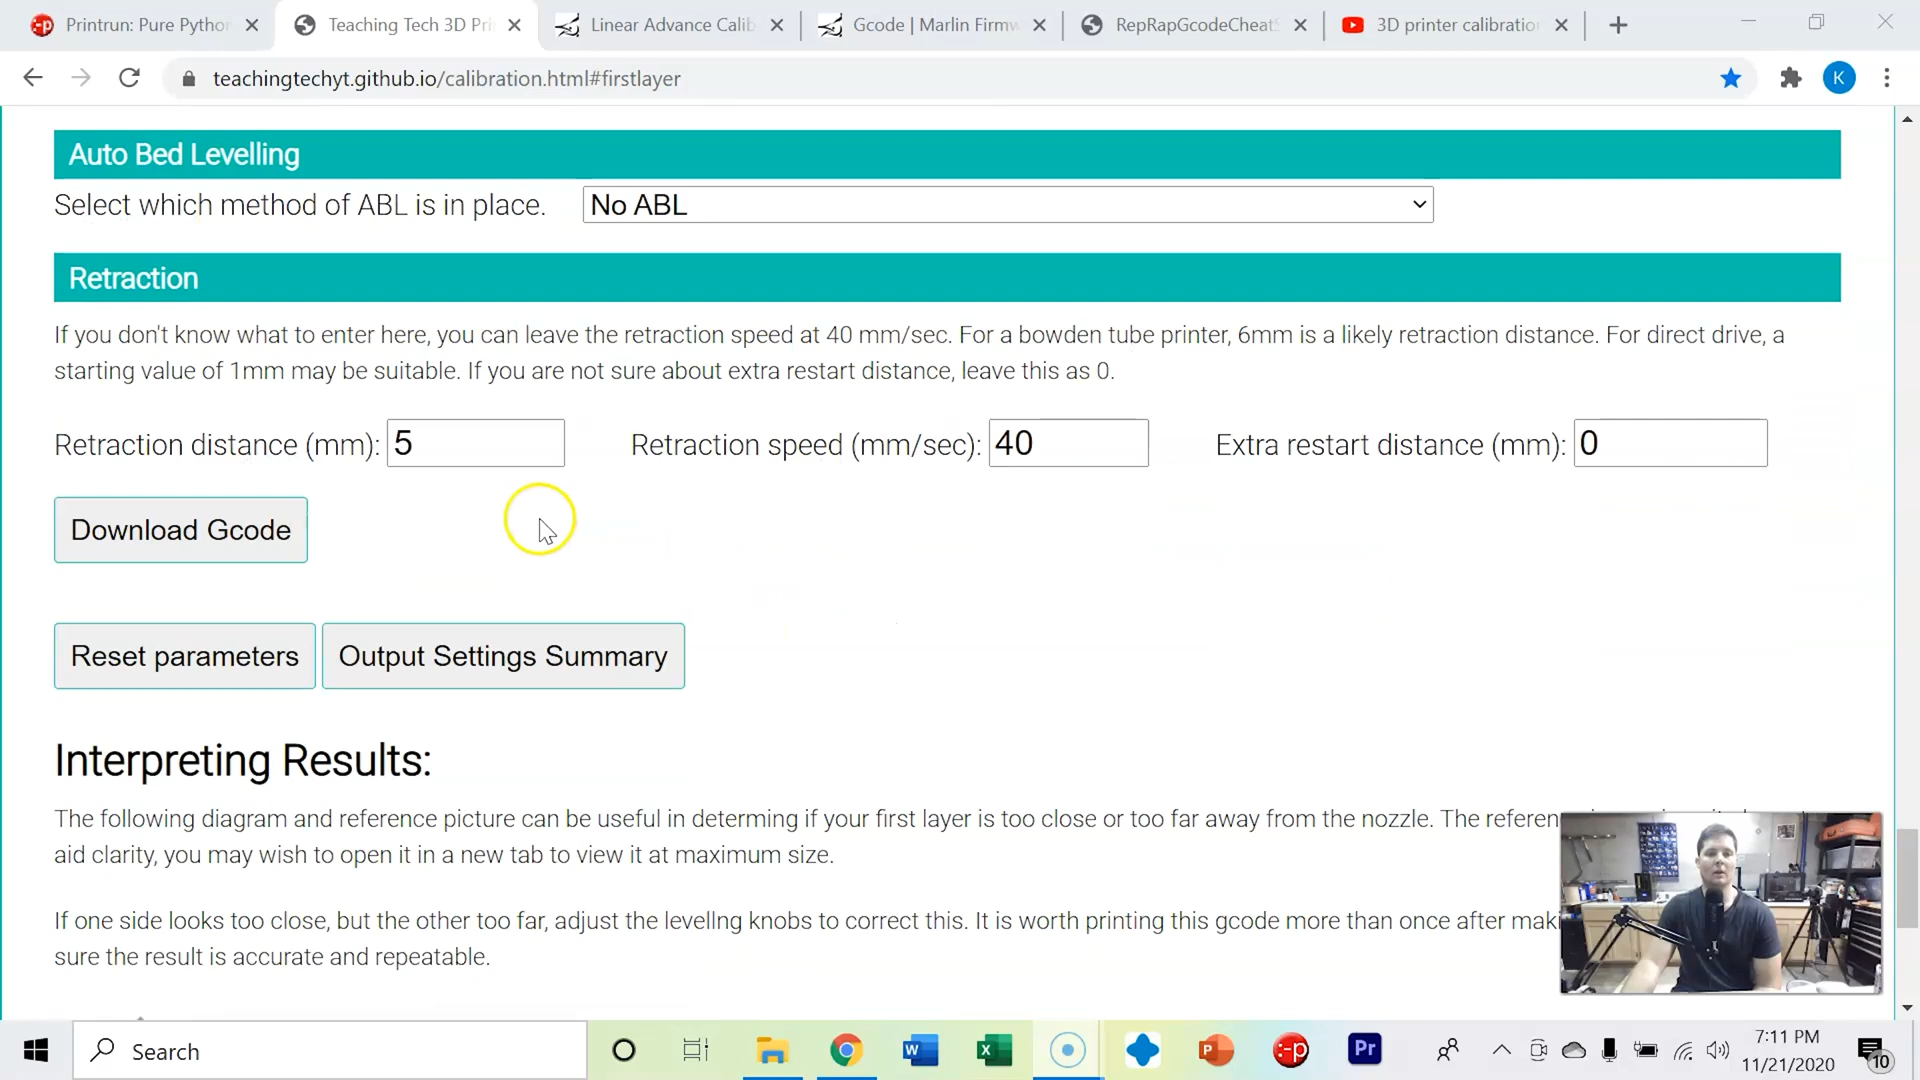 Printrun: Pure Python
Teaching Tech 3D Pri
Linear Advance Calib
Gcode | Marlin Firmw
RepRapGcodeCheatS
3D printer calibration
teachingtechyt.github.io/calibration.html#firstlayer
K
Auto Bed Levelling
Select which method of ABL is in place. No ABL
Retraction
If you don't know what to enter here, you can leave the retraction speed at 40 mm/sec. For a bowden tube printer, 6mm is a likely retraction distance. For direct drive, a
starting value of 1mm may be suitable. If you are not sure about extra restart distance, leave this as 0.
Retraction distance (mm): 5 Retraction speed (mm/sec): 40 Extra restart distance (mm): 0
Download Gcode
Reset parameters Output Settings Summary
Interpreting Results:
The following diagram and reference picture can be useful in determing if your first layer is too close or too far away from the nozzle. The referen
aid clarity, you may wish to open it in a new tab to view it at maximum size.
If one side looks too close, but the other too far, adjust the levellng knobs to correct this. It is worth printing this gcode more than once after maki
sure the result is accurate and repeatable.
Search
W
X
P
:-p
Pr
7:11 PM
11/21/2020
10